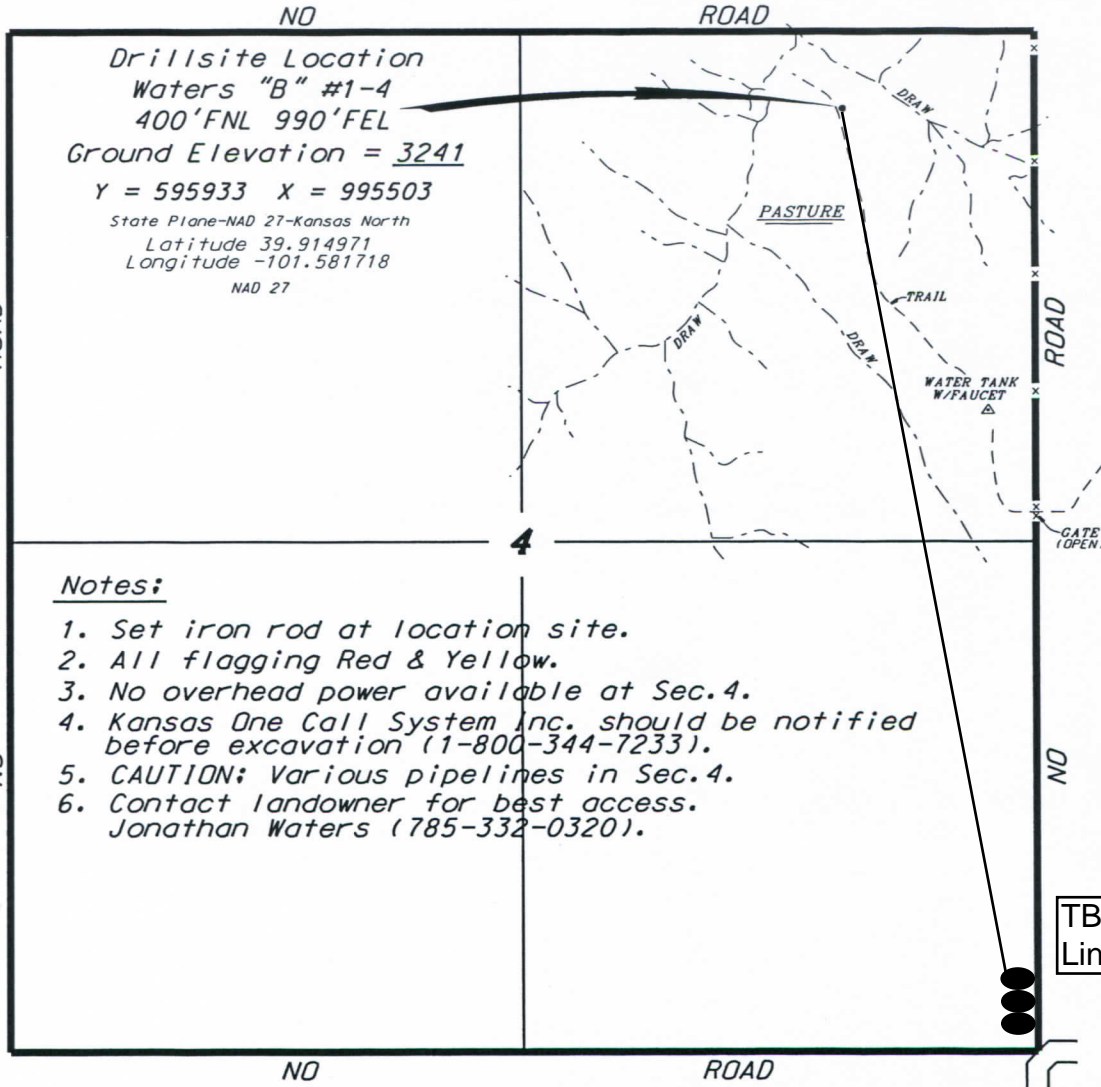 NO ROAD
Drillsite Location
Waters "B" #1-4
400'FNL 990'FEL
Ground Elevation = 3241
Y = 595933 X = 995503
State Plane-NAD 27-Kansas North
Latitude 39.914971
Longitude -101.581718
NAD 27
DRAW
PASTURE
TRAIL
ROAD
DRAW
DRAW
WATER TANK
W/FAUCET
GATE
(OPEN
4
Notes:
1. Set iron rod at location site.
2. All flagging Red & Yellow.
3. No overhead power available at Sec.4.
4. Kansas One Call System Inc. should be notified
before excavation (1-800-344-7233).
5. CAUTION: Various pipelines in Sec.4.
6. Contact landowner for best access.
Jonathan Waters (785-332-0320).
NO
TB
Lin
NO ROAD